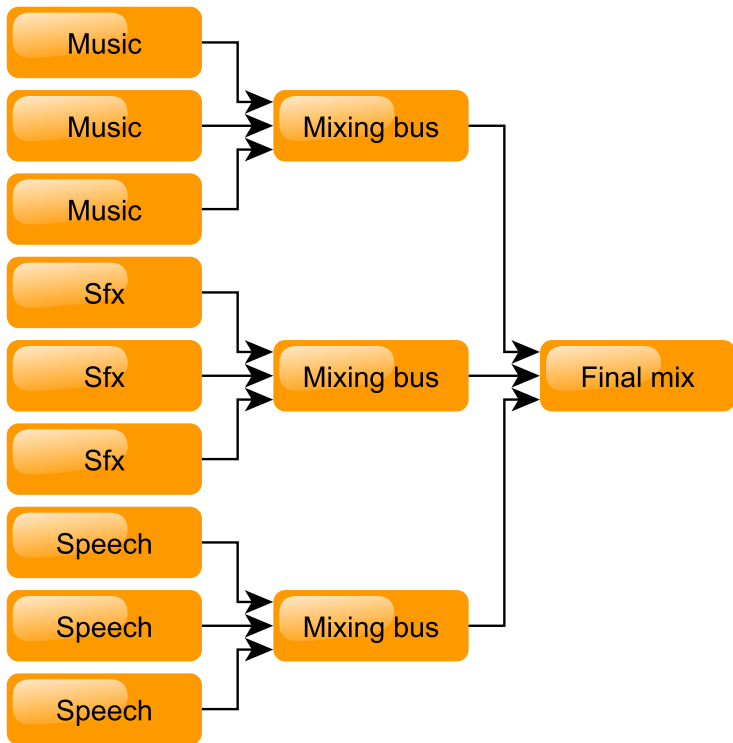 Music
Music
Mixing bus
Music
Sfx
Sfx
Mixing bus
Final mix
Sfx
Speech
Speech
Mixing bus
Speech